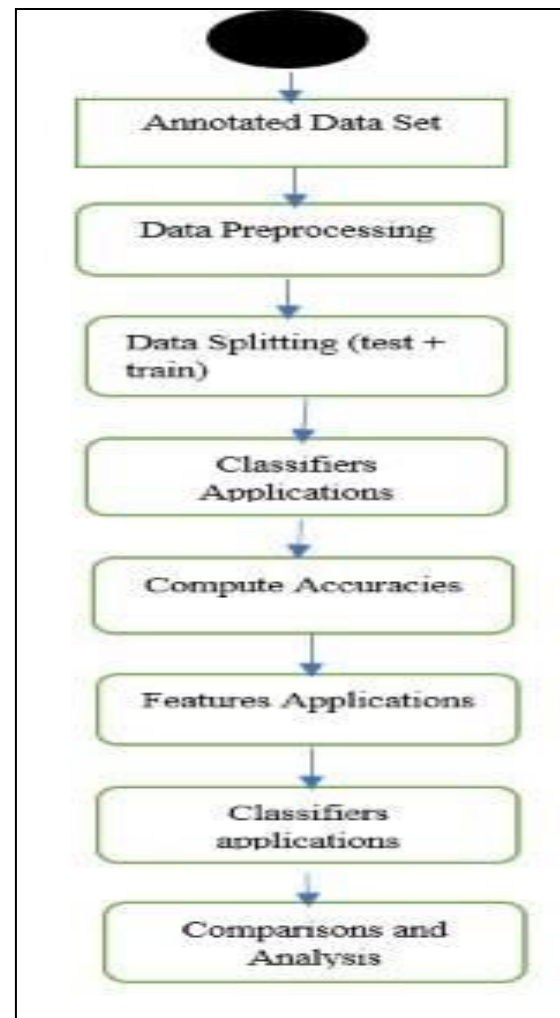 Annotated Data Set
Data Preprocessing
Data Splitting (test +
train)
Classifiers
Applications
Compute Accuracies
Features Applications
Classifiers
applications
Comparisons and
Analysis